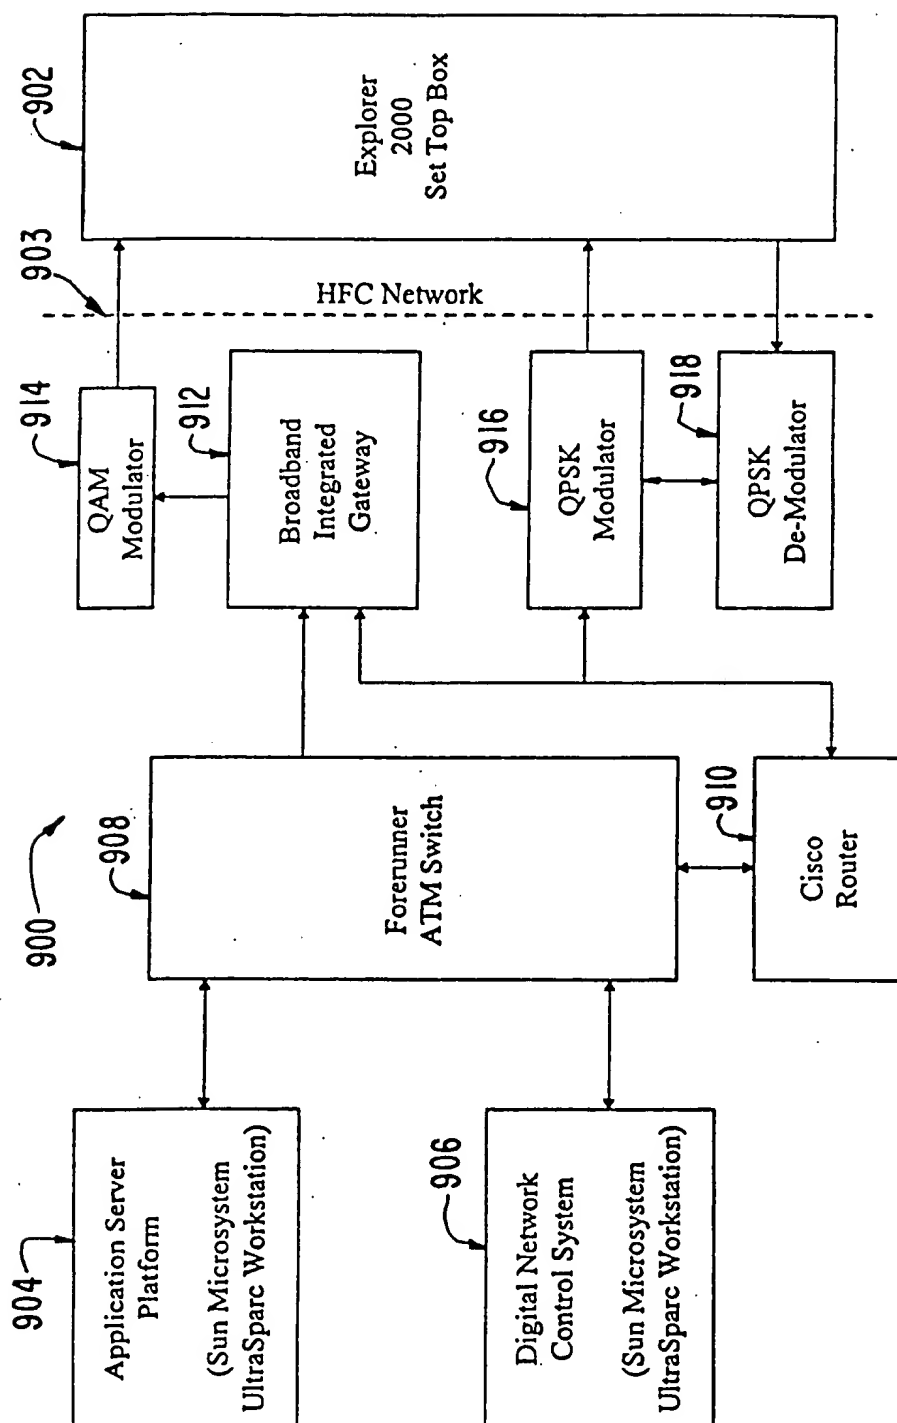 900
904
Application Server
Platform
(Sun Microsystem
UltraSparc Workstation)
906
Digital Network
Control System
(Sun Microsystem
UltraSparc Workstation)
908
Forerunner
ATM Switch
910
Cisco
Router
914
QAM
Modulator
912
Broadband
Integrated
Gateway
916
QPSK
Modulator
918
QPSK
De-Modulator
903
HFC Network
902
Explorer
2000
Set Top Box